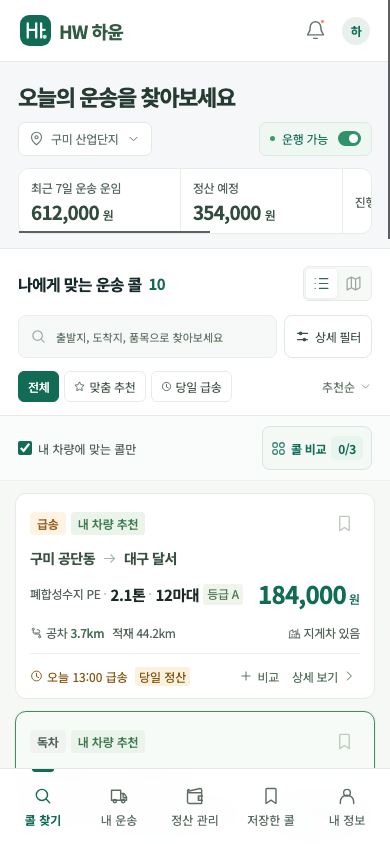 Ht. HW 하윤
하
오늘의 운송을 찾아보세요
구미 산업단지
운행 가능
최근 7일 운송 운임
612,000 원
정산 예정
354,000 원
나에게 맞는 운송 콜 10
출발지, 도착지, 품목으로 찾아보세요
상세 필터
전체
맞춤 추천
당일 급송
추천순
내 차량에 맞는 콜만
콜 비교 0/3
급송 내 차량 추천
구미 공단동 → 대구 달서
폐합성수지 PE · 2.1톤 · 12마대 등급 A 184,000 원
공차 3.7km 적재 44.2km 지게차 있음
오늘 13:00 급송 당일 정산 + 비교 상세 보기
독차 내 차량 추천
콜 찾기
내 운송
정산 관리
저장한 콜
내 정보